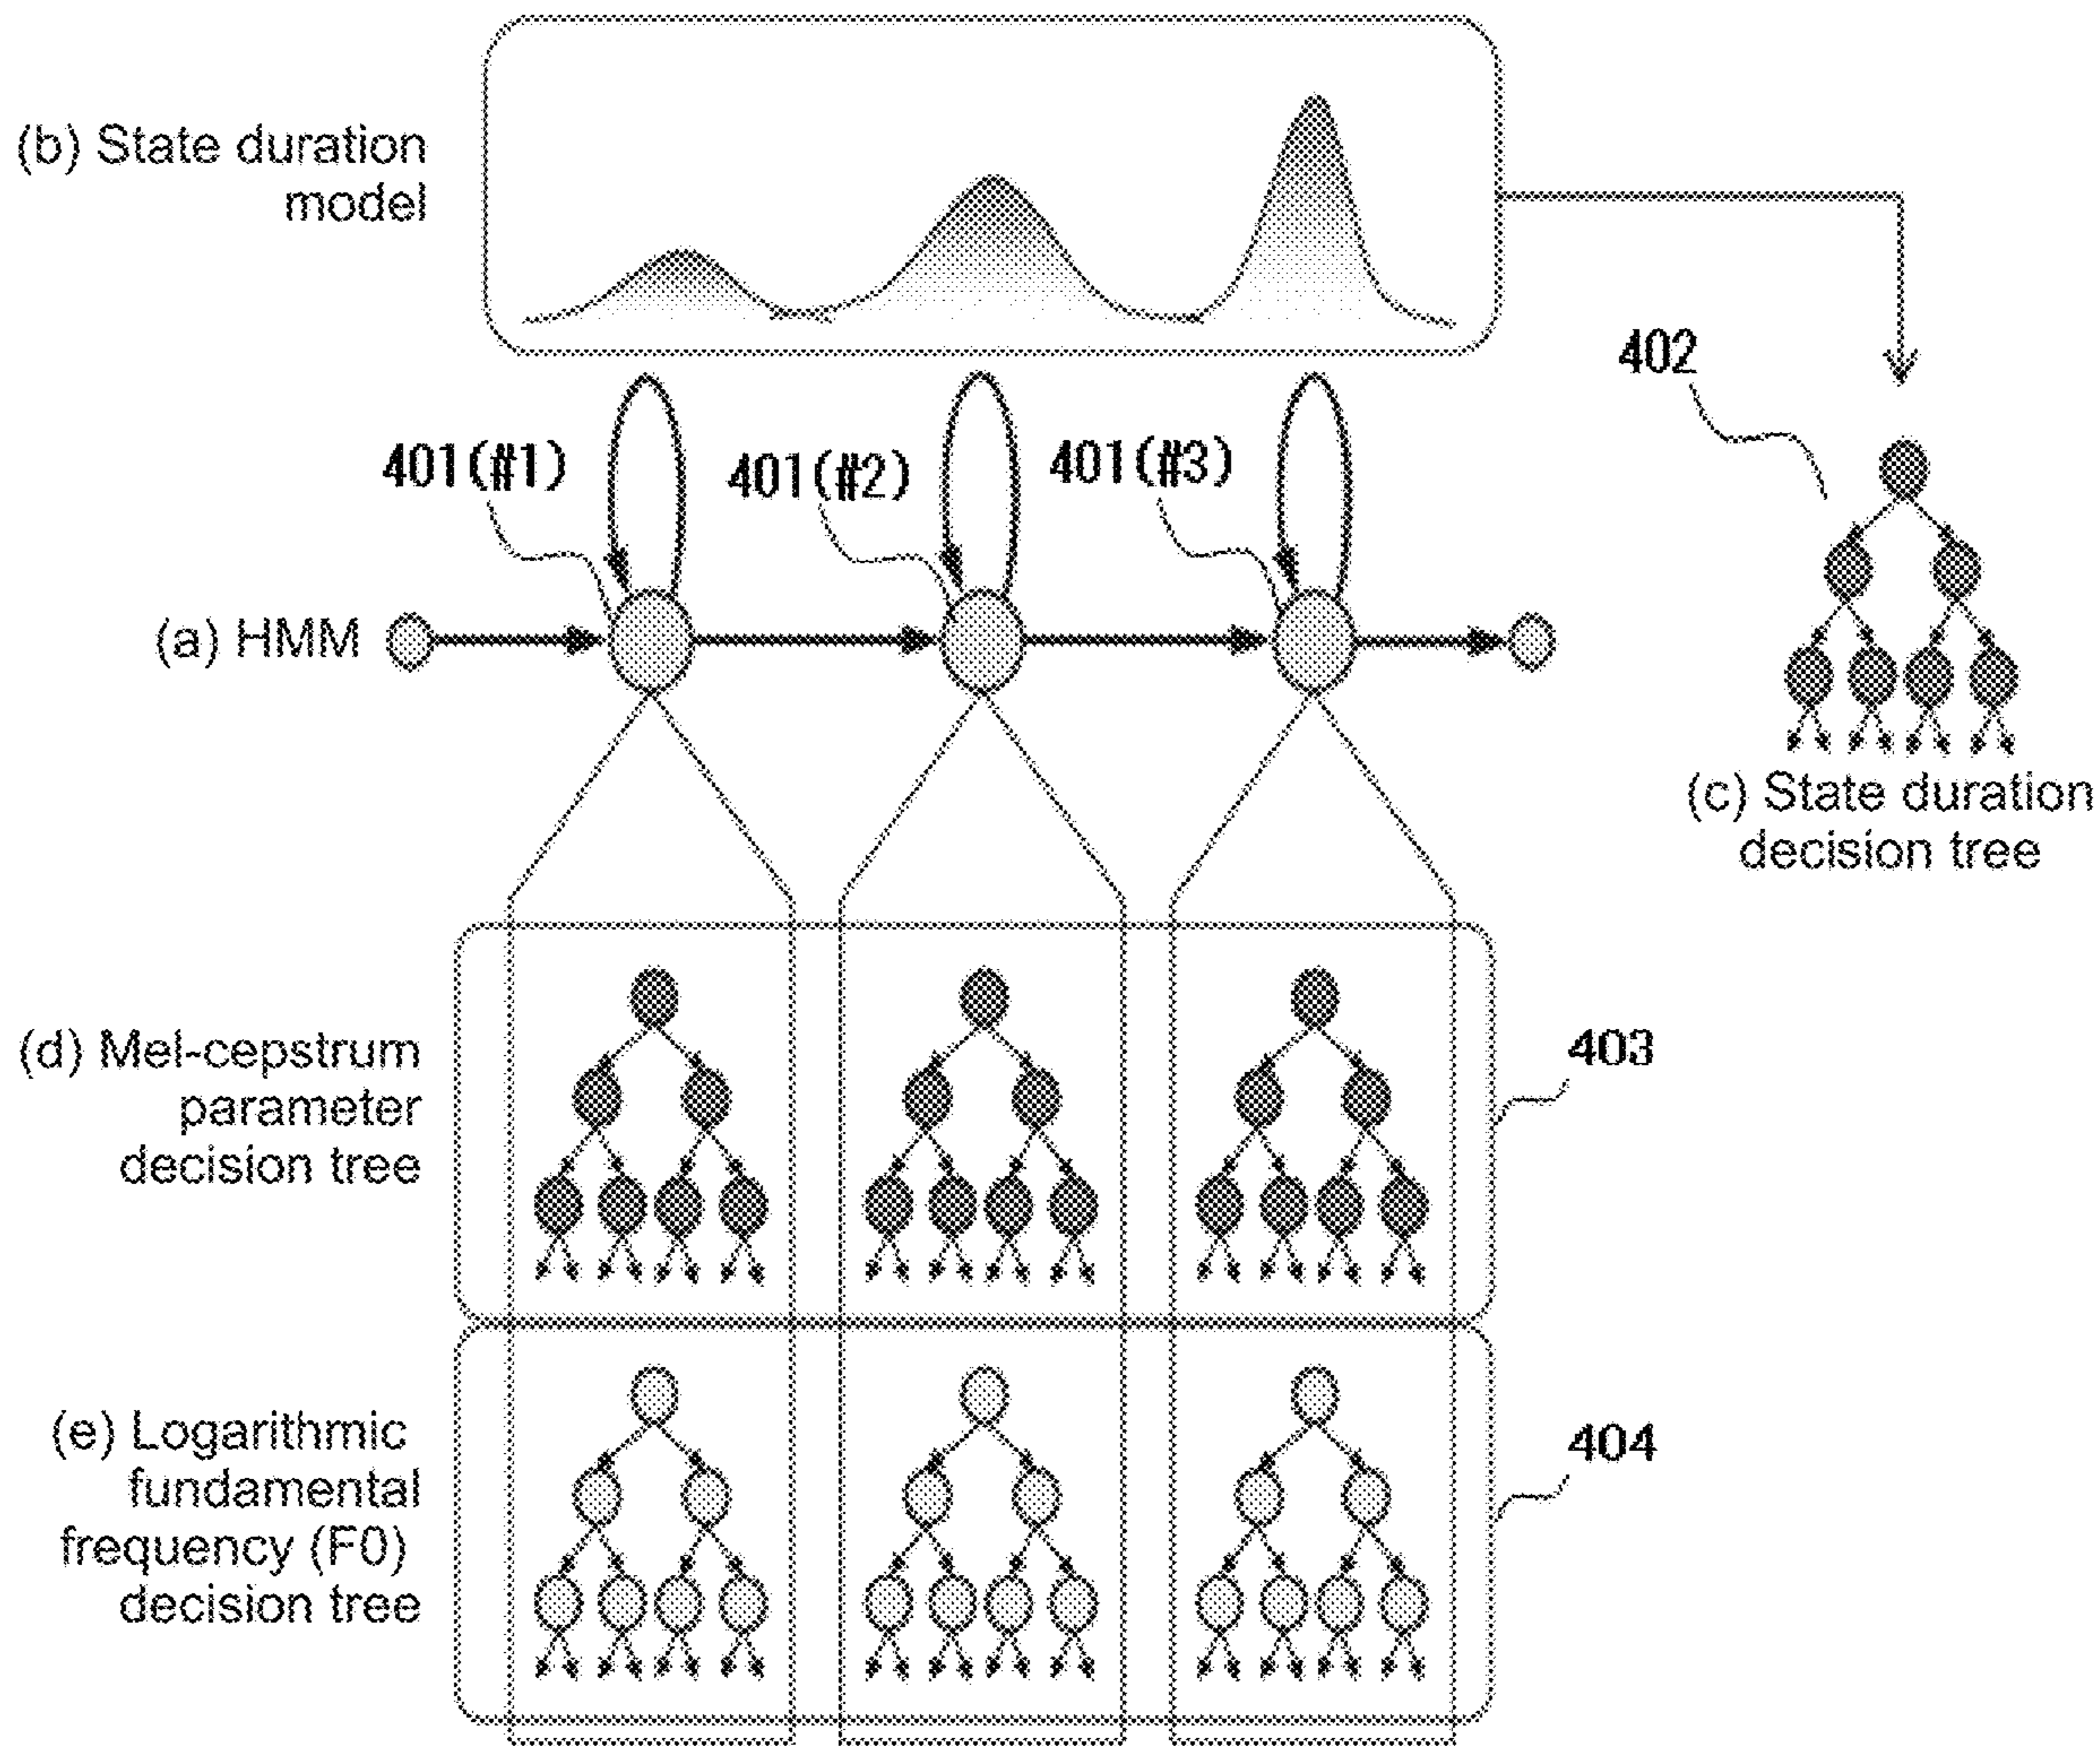 (b) State duration
model
402
401(#1)
401(#2)
401(#3)
(a) HMM
(c) State duration
decision tree
(d) Mel-cepstrum
parameter
decision tree
403
(e) Logarithmic
fundamental
frequency (F0)
decision tree
404